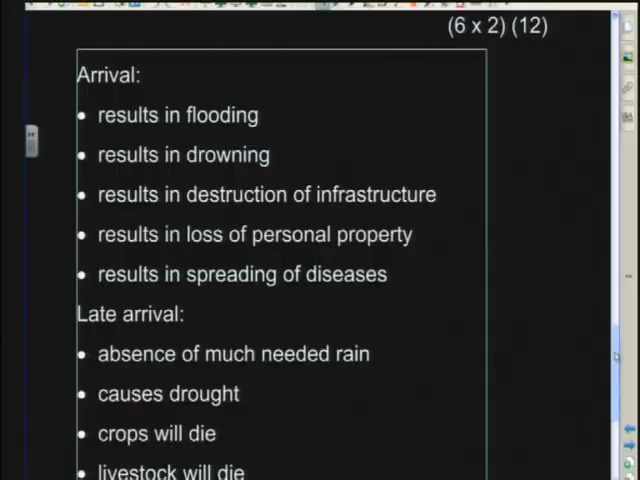 (6 x 2) (12)
Arrival:
• results in flooding
• results in drowning
• results in destruction of infrastructure
• results in loss of personal property
• results in spreading of diseases
Late arrival:
• absence of much needed rain
• causes drought
• crops will die
• livestock will die